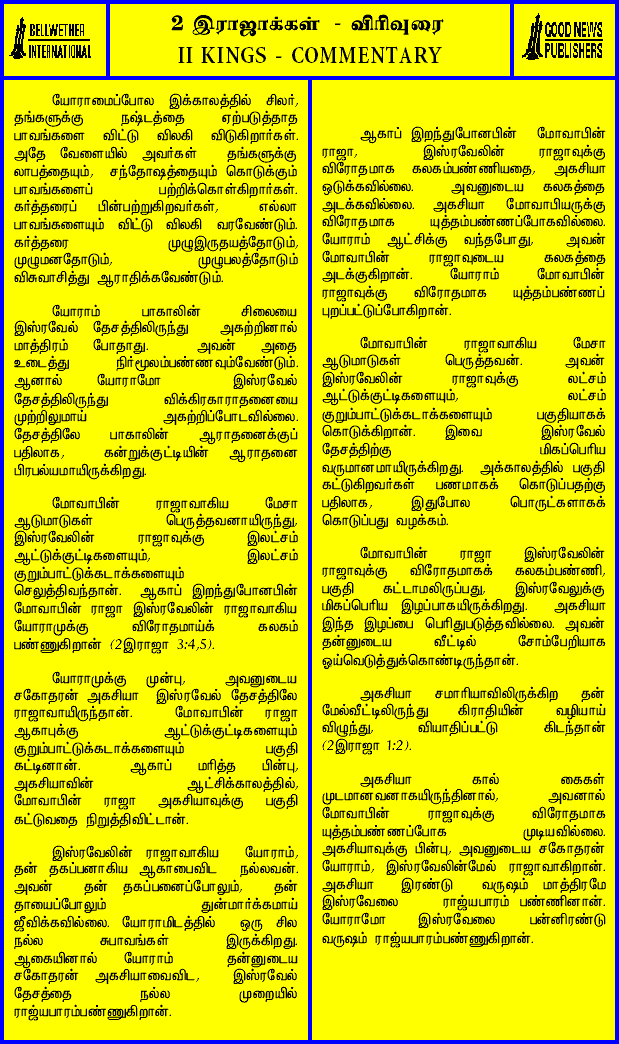 BELLWETHER
INTERNATIONAL
2 இராஜாக்கள் - விரிவுரை
II KINGS - COMMENTARY
GOOD NEWS
PUBLISHERS
யோராமைப்போல இக்காலத்தில் சிலர்,
தங்களுக்கு நஷ்டத்தை ஏற்படுத்தாத
பாவங்களை விட்டு விலகி விடுகிறார்கள்.
அதே வேளையில் அவர்கள் தங்களுக்கு
லாபத்தையும், சந்தோஷத்தையும் கொடுக்கும்
பாவங்களைப் பற்றிக்கொள்கிறார்கள்.
கர்த்தரைப் பின்பற்றுகிறவர்கள், எல்லா
பாவங்களையும் விட்டு விலகி வரவேண்டும்.
கர்த்தரை முழுஇருதயத்தோடும்,
முழுமனதோடும், முழுபலத்தோடும்
விசுவாசித்து ஆராதிக்கவேண்டும்.
யோராம் பாகாலின் சிலையை
இஸ்ரவேல் தேசத்திலிருந்து அகற்றினால்
மாத்திரம் போதாது. அவன் அதை
உடைத்து நிர்மூலம்பண்ணவும்வேண்டும்.
ஆனால் யோராமோ இஸ்ரவேல்
தேசத்திலிருந்து விக்கிரகாராதனையை
முற்றிலுமாய் அகற்றிப்போடவில்லை.
தேசத்திலே பாகாலின் ஆராதனைக்குப்
பதிலாக, கன்றுக்குட்டியின் ஆராதனை
பிரபல்யமாயிருக்கிறது.
மோவாபின் ராஜாவாகிய மேசா
ஆடுமாடுகள் பெருத்தவனாயிருந்து,
இஸ்ரவேலின் ராஜாவுக்கு இலட்சம்
ஆட்டுக்குட்டிகளையும், இலட்சம்
குறும்பாட்டுக்கடாக்களையும்
செலுத்திவந்தான். ஆகாப் இறந்துபோனபின்
மோவாபின் ராஜா இஸ்ரவேலின் ராஜாவாகிய
யோராமுக்கு விரோதமாய்க் கலகம்
பண்ணுகிறான் (2இராஜா 3:4,5).
யோராமுக்கு முன்பு, அவனுடைய
சகோதரன் அகசியா இஸ்ரவேல் தேசத்திலே
ராஜாவாயிருந்தான். மோவாபின் ராஜா
ஆகாபுக்கு ஆட்டுக்குட்டிகளையும்
குறும்பாட்டுக்கடாக்களையும் பகுதி
கட்டினான். ஆகாப் மரித்த பின்பு,
அகசியாவின் ஆட்சிக்காலத்தில்,
மோவாபின் ராஜா அகசியாவுக்கு பகுதி
கட்டுவதை நிறுத்திவிட்டான்.
இஸ்ரவேலின் ராஜாவாகிய யோராம்,
தன் தகப்பனாகிய ஆகாபைவிட நல்லவன்.
அவன் தன் தகப்பனைப்போலும், தன்
தாயைப்போலும் துன்மார்க்கமாய்
ஜீவிக்கவில்லை. யோராமிடத்தில் ஒரு சில
நல்ல சுபாவங்கள் இருக்கிறது.
ஆகையினால் யோராம் தன்னுடைய
சகோதரன் அகசியாவைவிட, இஸ்ரவேல்
தேசத்தை நல்ல முறையில்
ராஜ்யபாரம்பண்ணுகிறான்.
ஆகாப் இறந்துபோனபின் மோவாபின்
ராஜா, இஸ்ரவேலின் ராஜாவுக்கு
விரோதமாக கலகம்பண்ணியதை, அகசியா
ஒடுக்கவில்லை. அவனுடைய கலகத்தை
அடக்கவில்லை. அகசியா மோவாபியருக்கு
விரோதமாக யுத்தம்பண்ணப்போகவில்லை.
யோராம் ஆட்சிக்கு வந்தபோது, அவன்
மோவாபின் ராஜாவுடைய கலகத்தை
அடக்குகிறான். யோராம் மோவாபின்
ராஜாவுக்கு விரோதமாக யுத்தம்பண்ணப்
புறப்பட்டுப்போகிறான்.
மோவாபின் ராஜாவாகிய மேசா
ஆடுமாடுகள் பெருத்தவன். அவன்
இஸ்ரவேலின் ராஜாவுக்கு லட்சம்
ஆட்டுக்குட்டிகளையும், லட்சம்
குறும்பாட்டுக்கடாக்களையும் பகுதியாகக்
கொடுக்கிறான். இவை இஸ்ரவேல்
தேசத்திற்கு மிகப்பெரிய
வருமானமாயிருக்கிறது. அக்காலத்தில் பகுதி
கட்டுகிறவர்கள் பணமாகக் கொடுப்பதற்கு
பதிலாக, இதுபோல பொருட்களாகக்
கொடுப்பது வழக்கம்.
மோவாபின் ராஜா இஸ்ரவேலின்
ராஜாவுக்கு விரோதமாகக் கலகம்பண்ணி,
பகுதி கட்டாமலிருப்பது, இஸ்ரவேலுக்கு
மிகப்பெரிய இழப்பாகயிருக்கிறது. அகசியா
இந்த இழப்பை பெரிதுபடுத்தவில்லை. அவன்
தன்னுடைய வீட்டில் சோம்பேறியாக
ஓய்வெடுத்துக்கொண்டிருந்தான்.
அகசியா சமாரியாவிலிருக்கிற தன்
மேல்வீட்டிலிருந்து கிராதியின் வழியாய்
விழுந்து, வியாதிப்பட்டு கிடந்தான்
(2இராஜா 1:2).
அகசியா கால் கைகள்
முடமானவனாகயிருந்தினால், அவனால்
மோவாபின் ராஜாவுக்கு விரோதமாக
யுத்தம்பண்ணப்போக முடியவில்லை.
அகசியாவுக்கு பின்பு, அவனுடைய சகோதரன்
யோராம், இஸ்ரவேலின்மேல் ராஜாவாகிறான்.
அகசியா இரண்டு வருஷம் மாத்திரமே
இஸ்ரவேலை ராஜ்யபாரம் பண்ணினான்.
யோராமோ இஸ்ரவேலை பன்னிரண்டு
வருஷம் ராஜ்யபாரம்பண்ணுகிறான்.